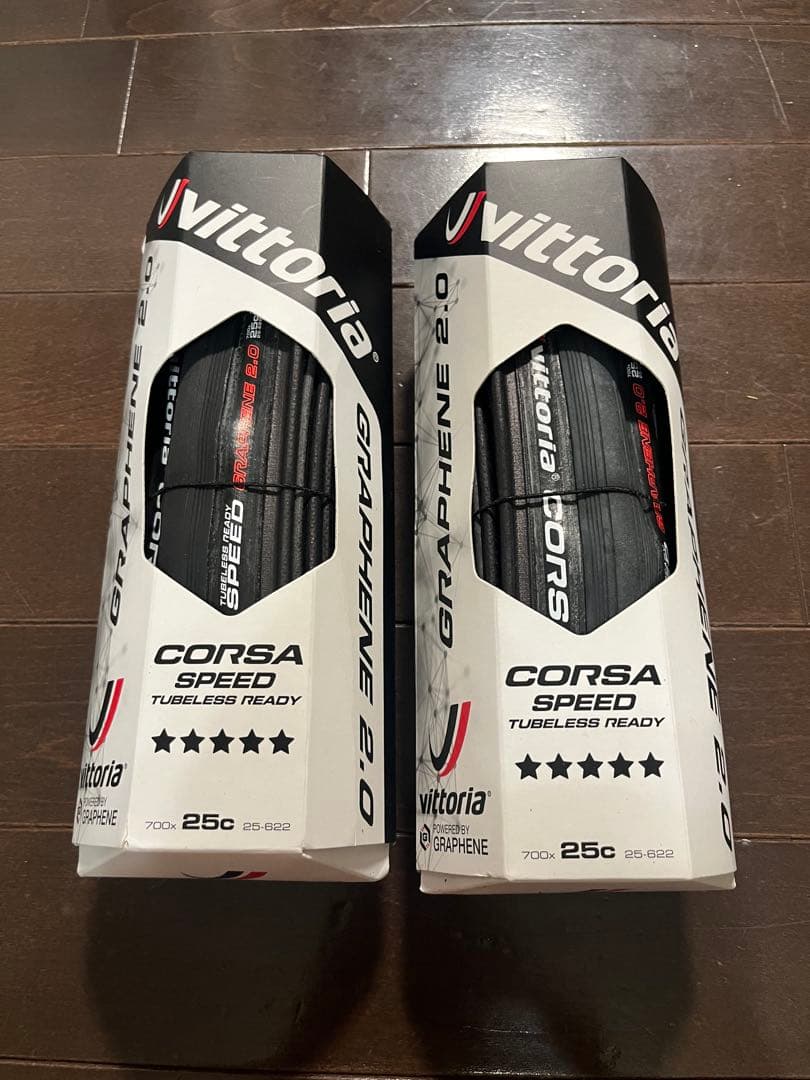 vittoria®
GRAPHENE 2.0
TUBELESS READY
SPEED
GRAPHENE 2.0
700x
25c
GRAPHENE 2.0
CORSA
SPEED
TUBELESS READY
vittoria®
POWERED BY
GRAPHENE
700x 25c 25-622
vittoria
GRAPHENE 2.0
vittoria® CORS
GRAPHENE 2.0
CORSA
SPEED
TUBELESS READY
vittoria®
POWERED BY
GRAPHENE
700x 25c 25-622